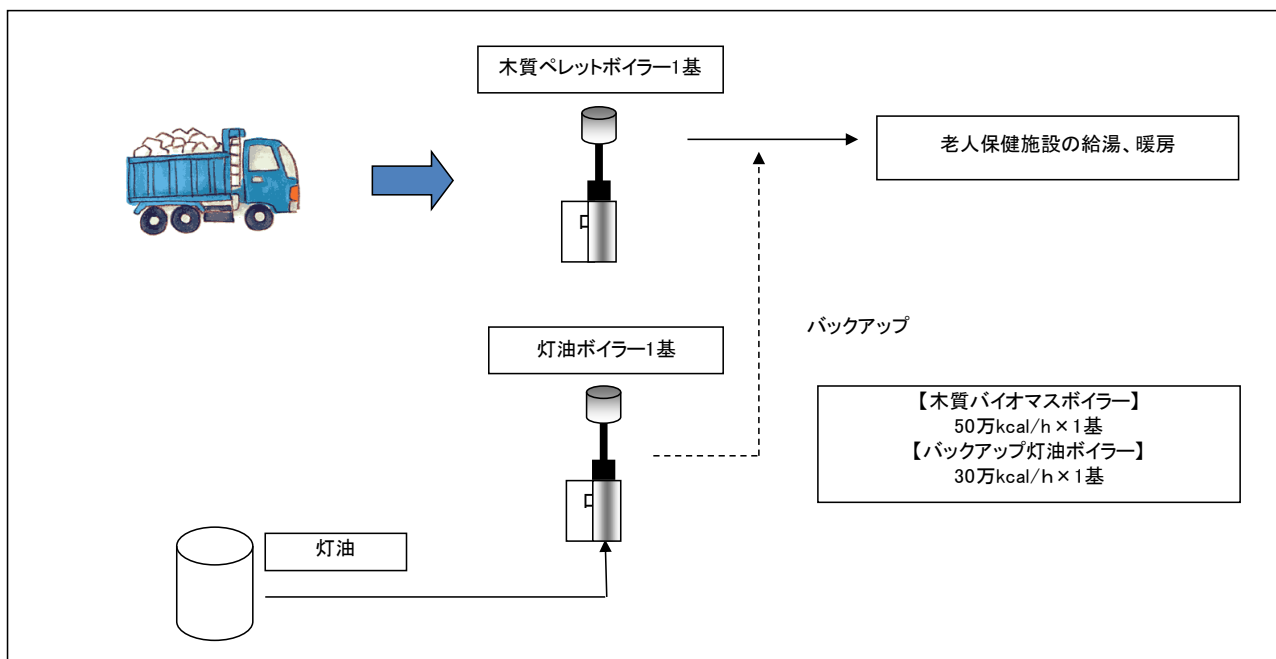 木質ペレットボイラー1基
老人保健施設の給湯、暖房
バックアップ
灯油ボイラー1基
【木質バイオマスボイラー】
50万kcal/h×1基
【バックアップ灯油ボイラー】
30万kcal/ｈ×1基
灯油